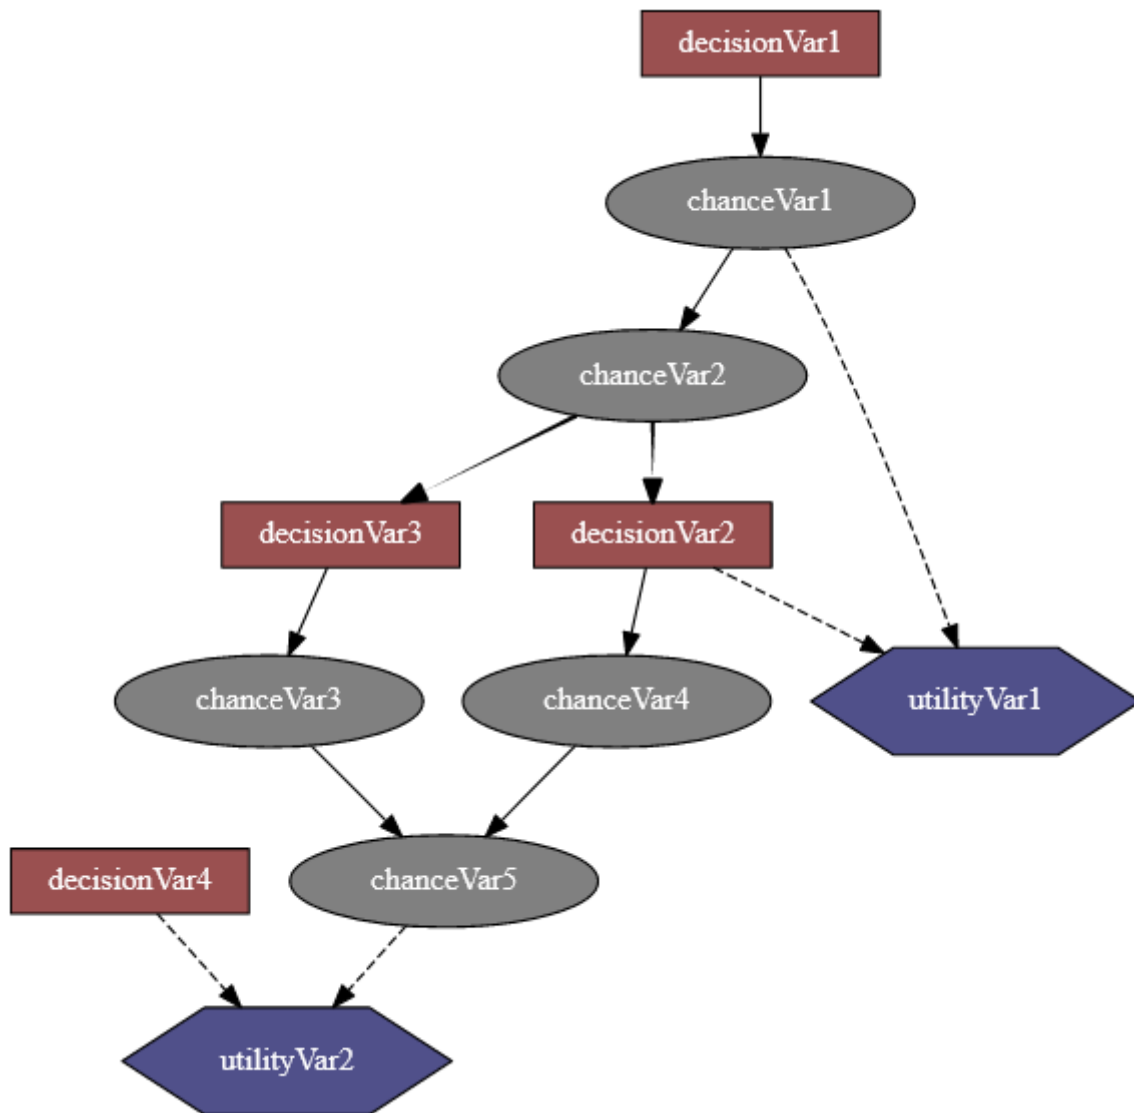 decisionVar1
chanceVar1
chanceVar2
decisionVar3
decisionVar2
chanceVar3
chanceVar4
utilityVar1
decisionVar4
chanceVar5
utilityVar2